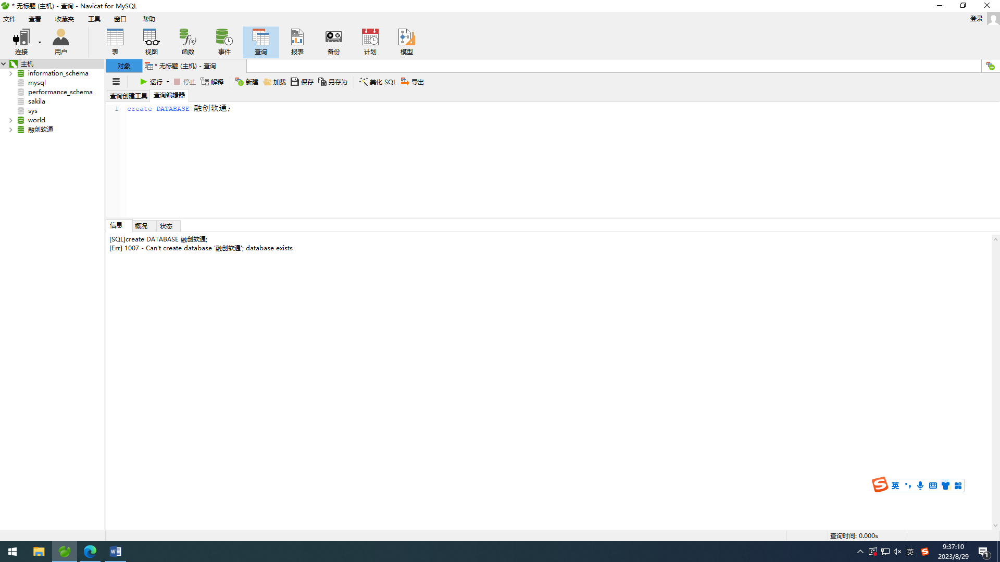 * 无标题 (主机) - 查询 - Navicat for MySQL
文件 查看 收藏夹 工具 窗口 帮助 登录
连接 用户 表 视图 函数 事件 查询 报表 备份 计划 模型
主机
information_schema
mysql
performance_schema
sakila
sys
world
融创软通
对象 * 无标题 (主机) - 查询
运行 停止 解释 新建 加载 保存 另存为 美化 SQL 导出
查询创建工具 查询编辑器
1 create DATABASE 融创软通;
信息 概况 状态
[SQL]create DATABASE 融创软通;
[Err] 1007 - Can't create database '融创软通'; database exists
英
查询时间: 0.000s
英
9:37:10
2023/8/29
1